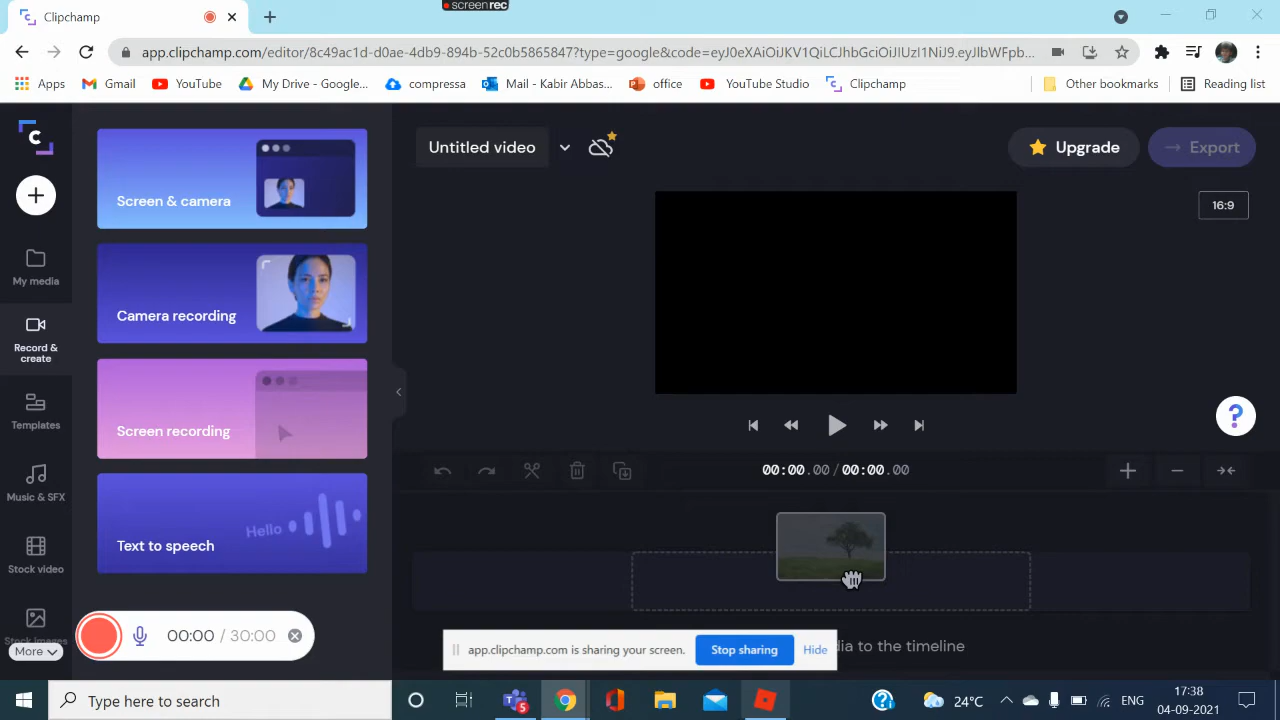 Clipchamp
screenrec
app.clipchamp.com/editor/8c49ac1d-d0ae-4db9-894b-52c0b5865847?type=google&code=eyJ0eXAiOiJKV1QiLCJhbGciOiJIUzI1NiJ9.eyJlbWFpb...
Apps
Gmail
YouTube
My Drive - Google...
compressa
Mail - Kabir Abbas...
office
YouTube Studio
Clipchamp
Other bookmarks
Reading list
Untitled video
Upgrade
Export
16:9
Screen & camera
Camera recording
Screen recording
Hello
Text to speech
My media
Record &
create
Templates
Music & SFX
Stock video
Stock images
More
00:00.00 / 00:00.00
00:00 / 30:00
to the timeline
app.clipchamp.com is sharing your screen.
Stop sharing
Hide
Type here to search
5
24°C
ENG
17:38
04-09-2021